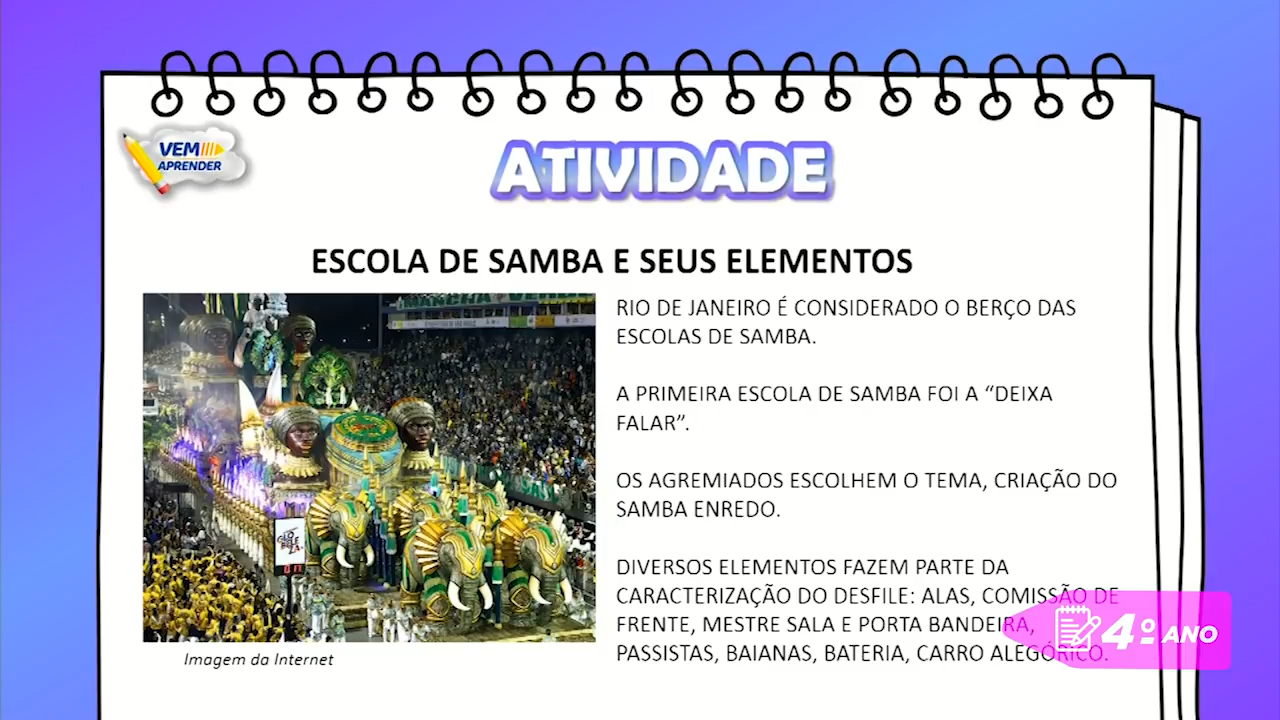 VEM
APRENDER
ATIVIDADE
ESCOLA DE SAMBA E SEUS ELEMENTOS
RIO DE JANEIRO É CONSIDERADO O BERÇO DAS
ESCOLAS DE SAMBA.
A PRIMEIRA ESCOLA DE SAMBA FOI A “DEIXA
FALAR”.
OS AGREMIADOS ESCOLHEM O TEMA, CRIAÇÃO DO
SAMBA ENREDO.
DIVERSOS ELEMENTOS FAZEM PARTE DA
CARACTERIZAÇÃO DO DESFILE: ALAS, COMISSÃO DE
FRENTE, MESTRE SALA E PORTA BANDEIRA,
PASSISTAS, BAIANAS, BATERIA, CARRO ALEGÓRICO.
Imagem da Internet
4º ANO